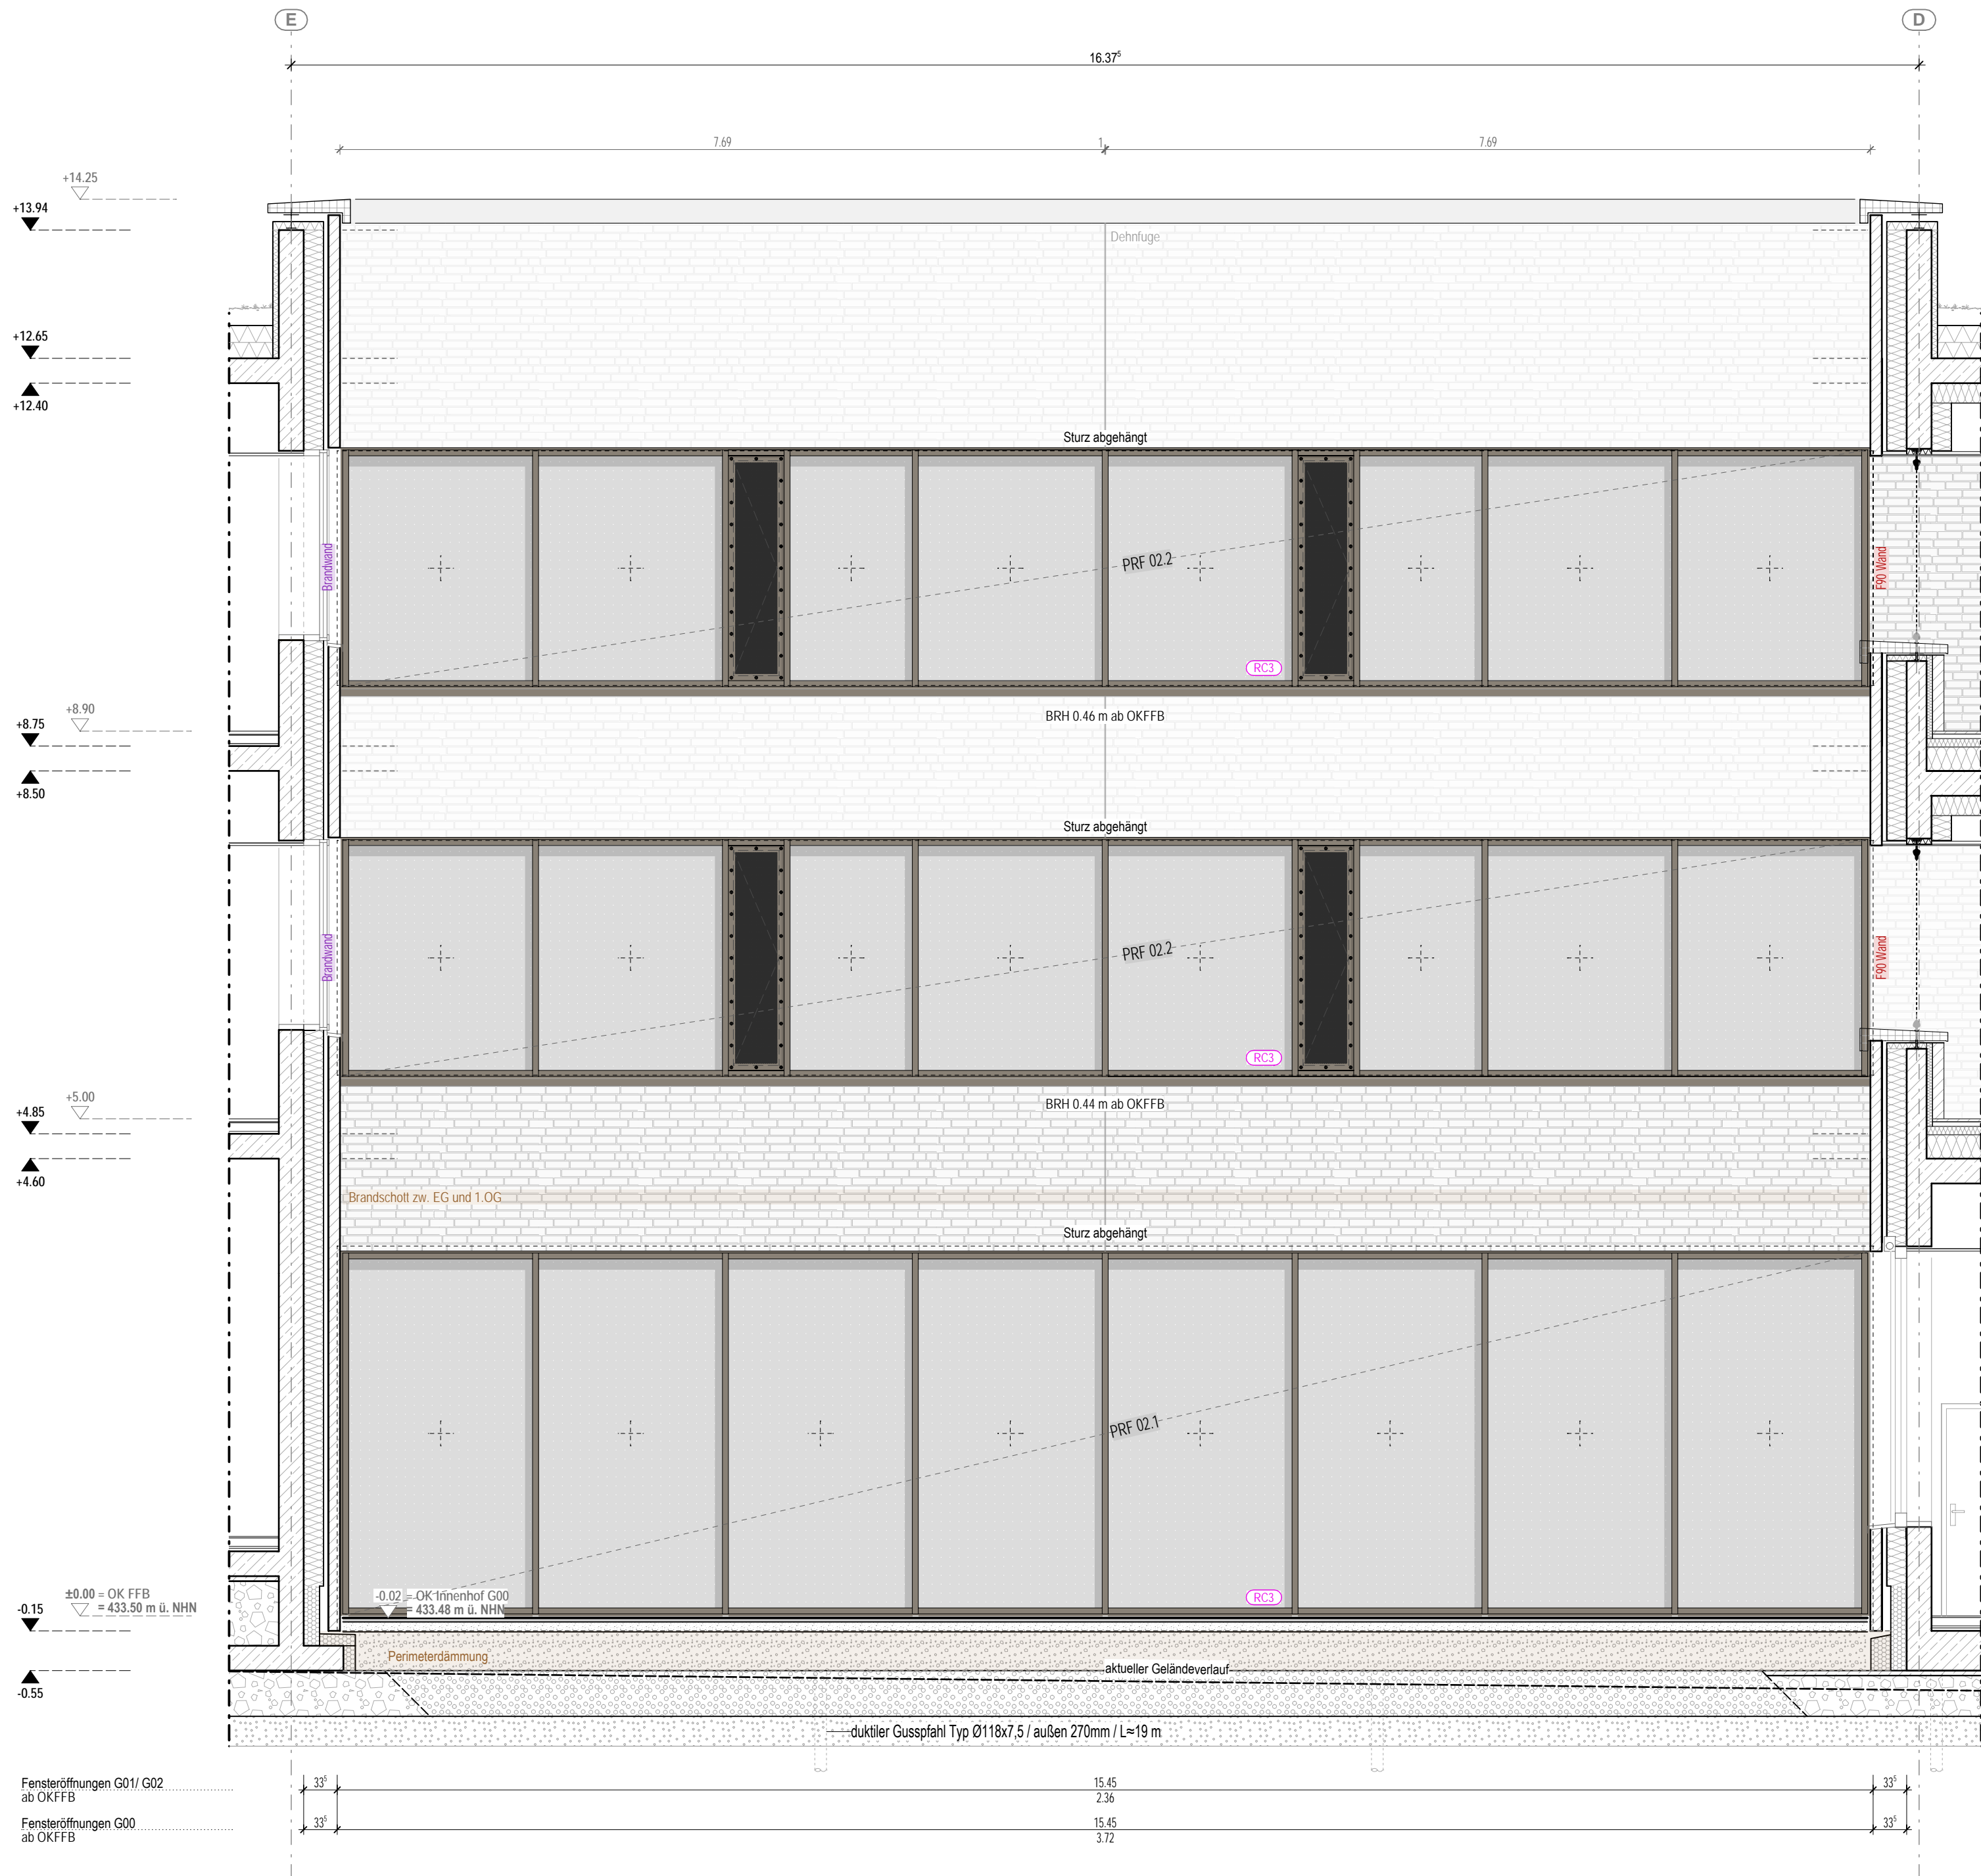 E
D
16.37⁵
7.69
1
7.69
+14.25
+13.94
Dehnfuge
+12.65
+12.40
Sturz abgehängt
Brandwand
PRF 02.2
F90 Wand
RC3
+8.90
+8.75
BRH 0.46 m ab OKFFB
+8.50
Sturz abgehängt
Brandwand
PRF 02.2
F90 Wand
RC3
+5.00
+4.85
BRH 0.44 m ab OKFFB
+4.60
Brandschott zw. EG und 1.OG
Sturz abgehängt
PRF 02.1
RC3
±0.00 = OK FFB
= 433.50 m ü. NHN
-0.15
-0.02 = OK Innenhof G00
= 433.48 m ü. NHN
Perimeterdämmung
aktueller Geländeverlauf
-0.55
duktiler Gusspfahl Typ Ø118x7,5 / außen 270mm / L≈19 m
Fensteröffnungen G01/ G02
ab OKFFB
33⁵
15.45
2.36
33⁵
Fensteröffnungen G00
ab OKFFB
33⁵
15.45
3.72
33⁵